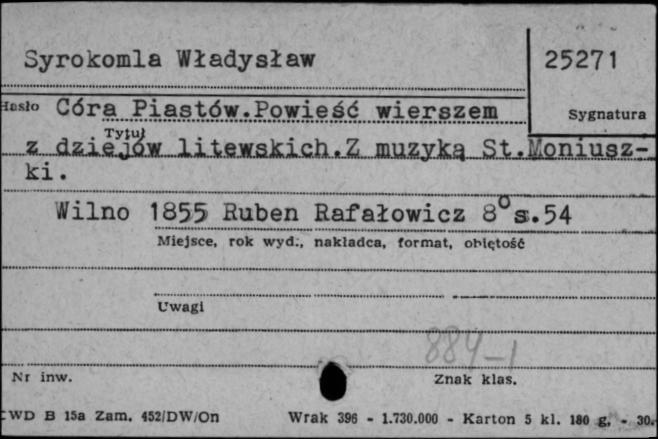 Syrokomla Władysław
25271
Hasło Córa Piastów.Powieść wierszem
Sygnatura
Tytuł
z dziejów litewskich.Z muzyką St.Moniusz-
ki.
Wilno 1855 Ruben Rafałowicz 8° s.54
Miejsce, rok wyd., nakładca, format, objętość
Uwagi
884-1
Nr inw.
Znak klas.
CWD B 15a Zam. 452/DW/On Wrak 396 - 1.730.000 - Karton 5 kl. 180 g. - 30.